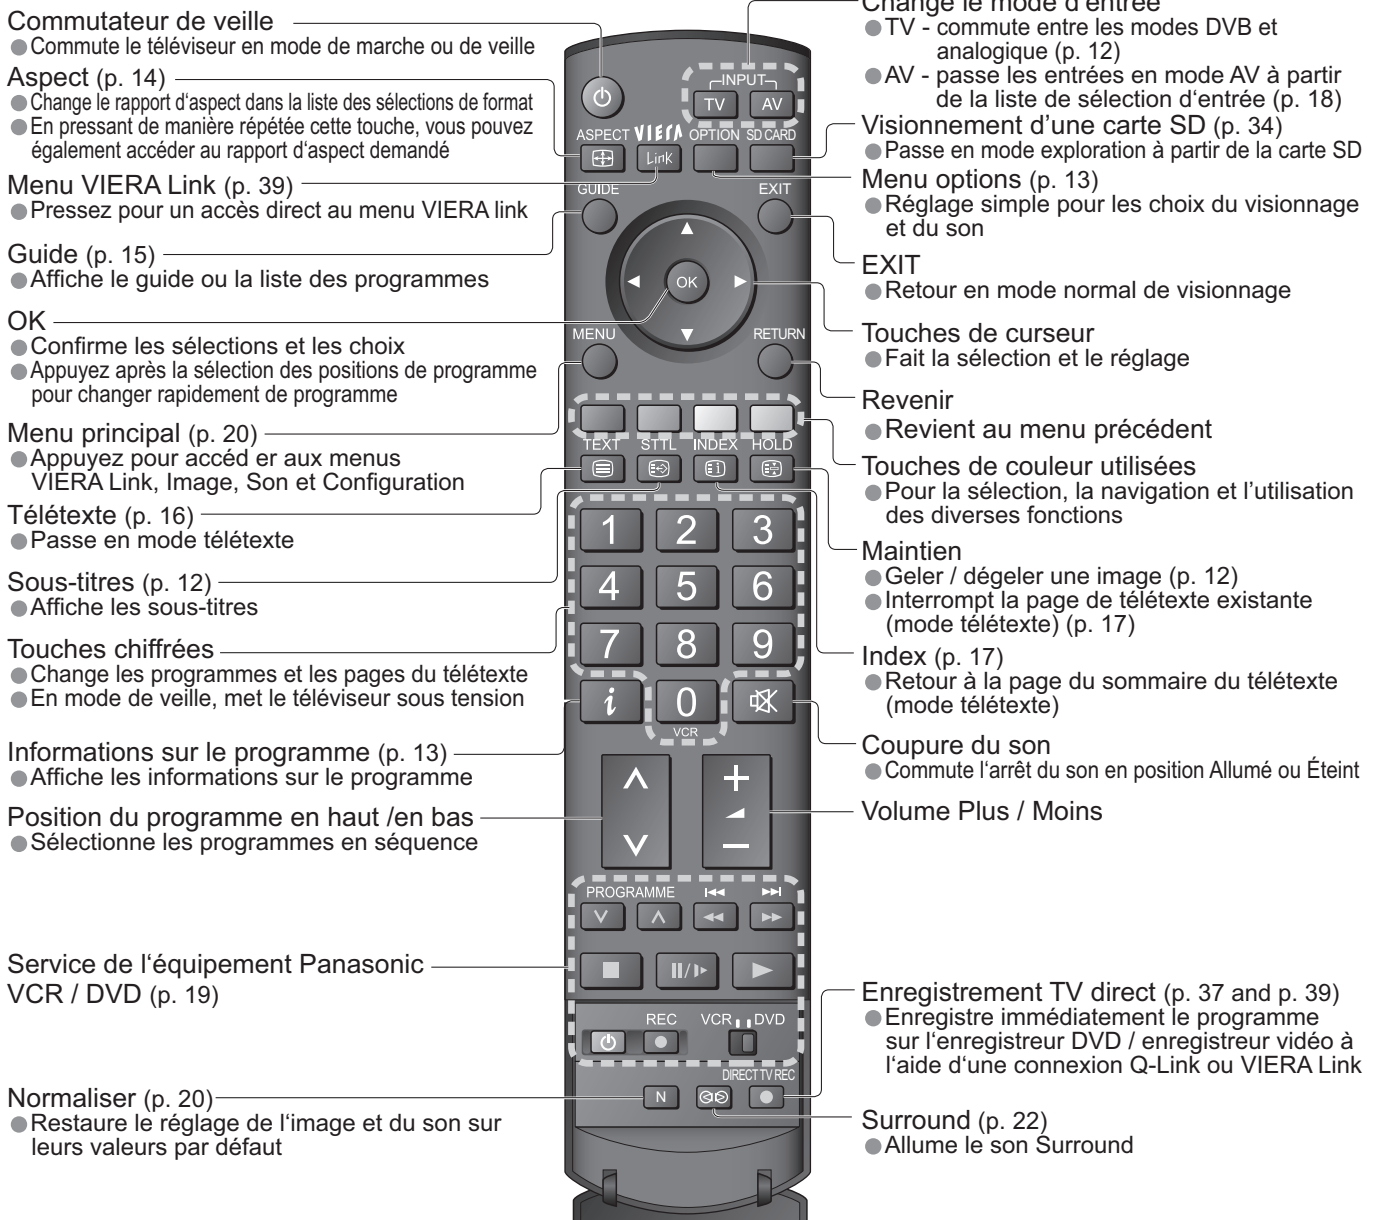 Commutateur de veille
●Commute le téléviseur en mode de marche ou de veille
Aspect (p. 14)
●Change le rapport d‘aspect dans la liste des sélections de format
●En pressant de manière répétée cette touche, vous pouvez
également accéder au rapport d‘aspect demandé
Menu VIERA Link (p. 39)
●Pressez pour un accès direct au menu VIERA link
Guide (p. 15)
●Affiche le guide ou la liste des programmes
OK
●Confirme les sélections et les choix
●Appuyez après la sélection des positions de programme
pour changer rapidement de programme
Menu principal (p. 20)
●Appuyez pour accéd er aux menus
VIERA Link, Image, Son et Configuration
Télétexte (p. 16)
●Passe en mode télétexte
Sous-titres (p. 12)
●Affiche les sous-titres
Touches chiffrées
●Change les programmes et les pages du télétexte
●En mode de veille, met le téléviseur sous tension
Informations sur le programme (p. 13)
●Affiche les informations sur le programme
Position du programme en haut /en bas
●Sélectionne les programmes en séquence
Service de l‘équipement Panasonic
VCR / DVD (p. 19)
Normaliser (p. 20)
●Restaure le réglage de l‘image et du son sur
leurs valeurs par défaut
INPUT
TV AV
ASPECT VIERA OPTION SD CARD
Link
GUIDE EXIT
OK
MENU RETURN
TEXT STTL INDEX HOLD
1 2 3
4 5 6
7 8 9
i 0
VCR
PROGRAMME
REC VCR DVD
DIRECT TV REC
N
Change le mode d‘entrée
●TV - commute entre les modes DVB et
analogique (p. 12)
●AV - passe les entrées en mode AV à partir
de la liste de sélection d‘entrée (p. 18)
Visionnement d’une carte SD (p. 34)
●Passe en mode exploration à partir de la carte SD
Menu options (p. 13)
●Réglage simple pour les choix du visionnage
et du son
EXIT
●Retour en mode normal de visionnage
Touches de curseur
●Fait la sélection et le réglage
Revenir
●Revient au menu précédent
Touches de couleur utilisées
●Pour la sélection, la navigation et l’utilisation
des diverses fonctions
Maintien
●Geler / dégeler une image (p. 12)
●Interrompt la page de télétexte existante
(mode télétexte) (p. 17)
Index (p. 17)
●Retour à la page du sommaire du télétexte
(mode télétexte)
Coupure du son
●Commute l‘arrêt du son en position Allumé ou Éteint
Volume Plus / Moins
Enregistrement TV direct (p. 37 and p. 39)
●Enregistre immédiatement le programme
sur l‘enregistreur DVD / enregistreur vidéo à
l‘aide d‘une connexion Q-Link ou VIERA Link
Surround (p. 22)
●Allume le son Surround